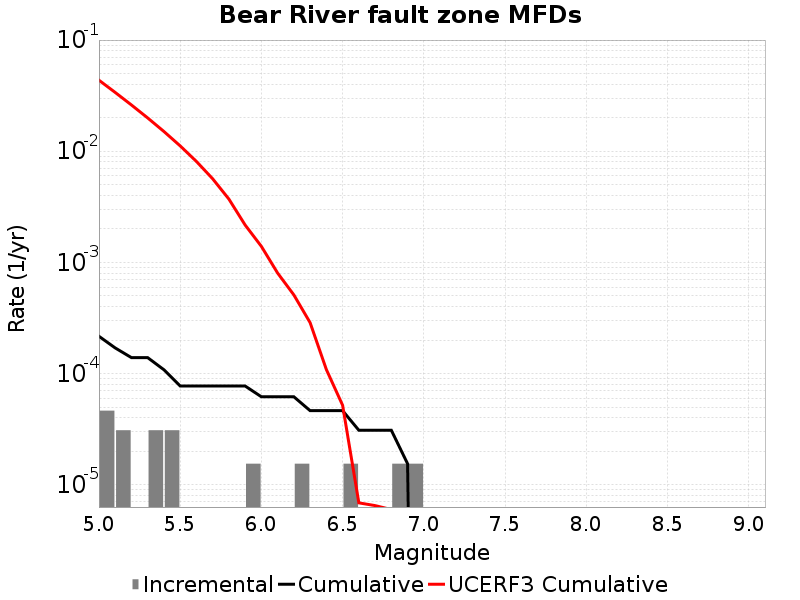 Bear River fault zone MFDs
10-1
10-2
10-3
10-4
10-5
Rate (1/yr)
5.0 5.5 6.0 6.5 7.0 7.5 8.0 8.5 9.0
Magnitude
Incremental Cumulative UCERF3 Cumulative